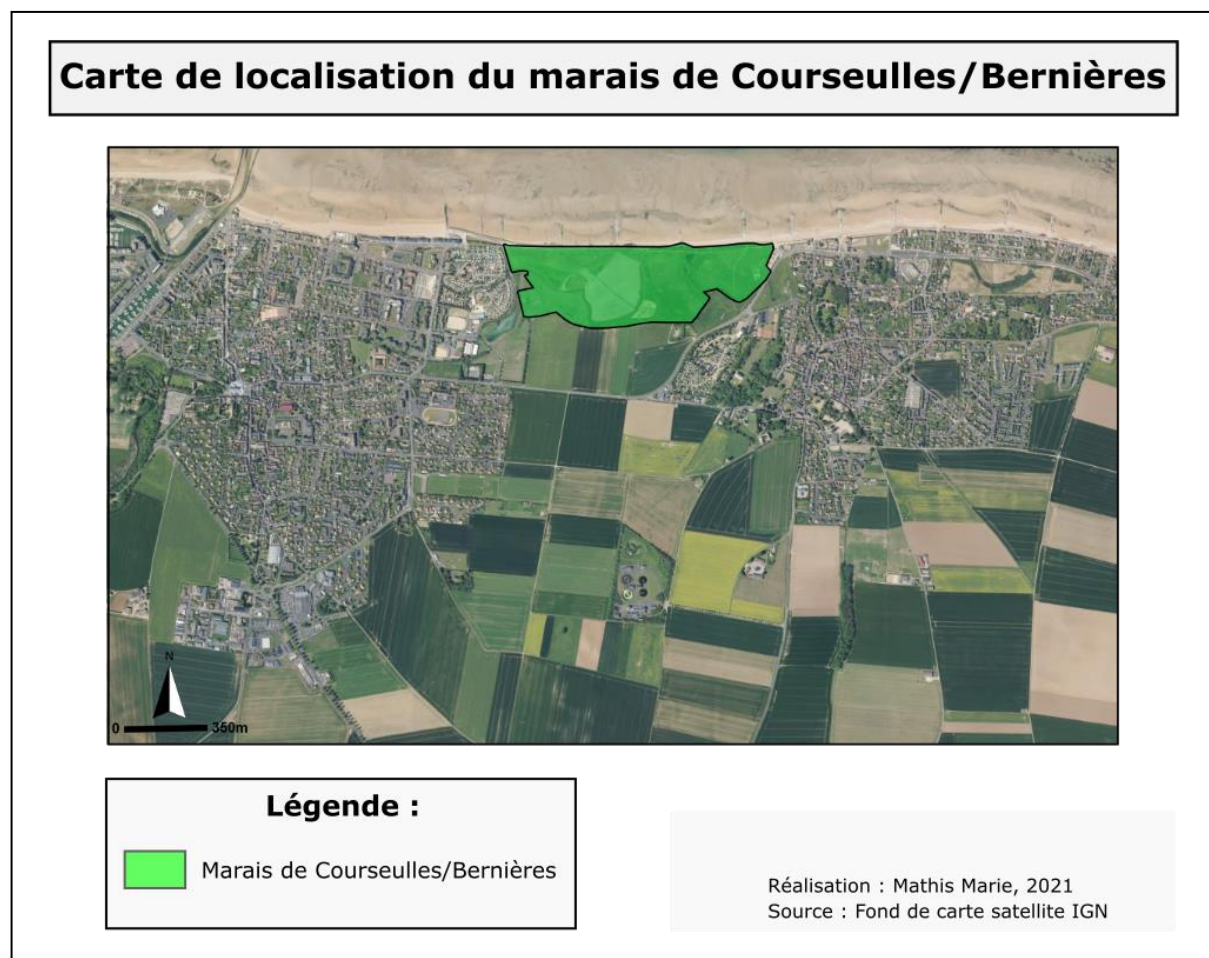 Carte de localisation du marais de Courseulles/Bernières
N
0 350m
Légende :
Marais de Courseulles/Bernières
Réalisation : Mathis Marie, 2021
Source : Fond de carte satellite IGN